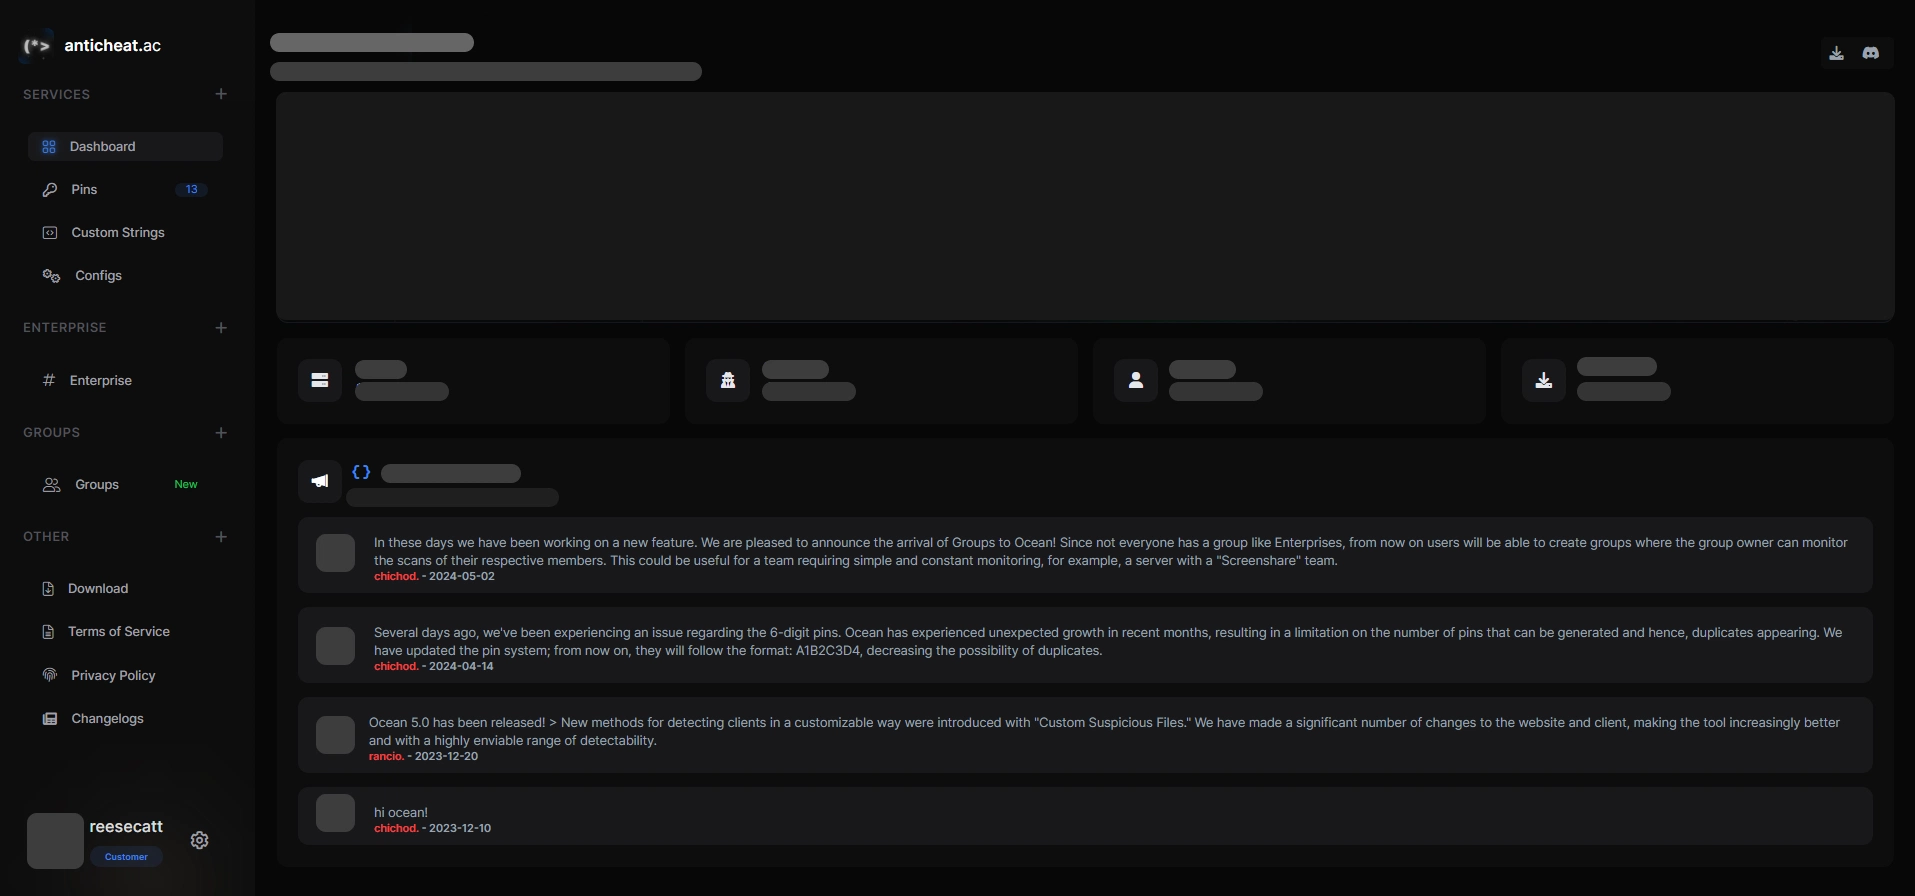 (*> anticheat.ac
SERVICES +
Dashboard
Pins 13
Custom Strings
Configs
ENTERPRISE +
# Enterprise
GROUPS +
Groups New
OTHER +
Download
Terms of Service
Privacy Policy
Changelogs
reesecatt
Customer
{}
In these days we have been working on a new feature. We are pleased to announce the arrival of Groups to Ocean! Since not everyone has a group like Enterprises, from now on users will be able to create groups where the group owner can monitor
the scans of their respective members. This could be useful for a team requiring simple and constant monitoring, for example, a server with a "Screenshare" team.
chichod. - 2024-05-02
Several days ago, we've been experiencing an issue regarding the 6-digit pins. Ocean has experienced unexpected growth in recent months, resulting in a limitation on the number of pins that can be generated and hence, duplicates appearing. We
have updated the pin system; from now on, they will follow the format: A1B2C3D4, decreasing the possibility of duplicates.
chichod. - 2024-04-14
Ocean 5.0 has been released! > New methods for detecting clients in a customizable way were introduced with "Custom Suspicious Files." We have made a significant number of changes to the website and client, making the tool increasingly better
and with a highly enviable range of detectability.
rancio. - 2023-12-20
hi ocean!
chichod. - 2023-12-10